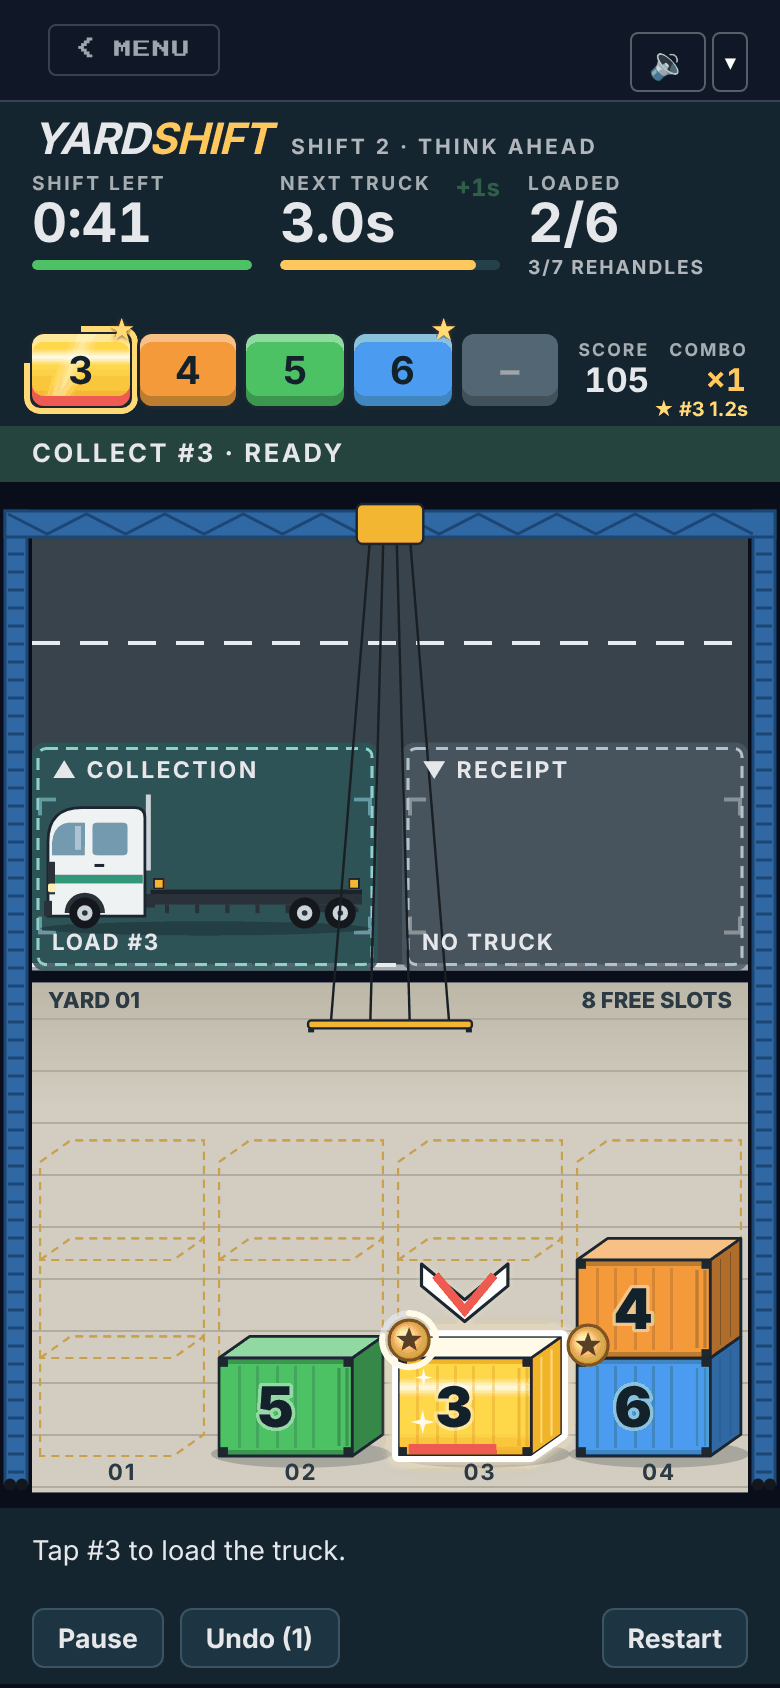 MENU
YARDSHIFT SHIFT 2 · THINK AHEAD
SHIFT LEFT
0:41
NEXT TRUCK +1s
3.0s
LOADED
2/6
3/7 REHANDLES
3 4 5 6 –
SCORE
105
COMBO
×1
★ #3 1.2s
COLLECT #3 · READY
▲ COLLECTION
LOAD #3
▼ RECEIPT
NO TRUCK
YARD 01
8 FREE SLOTS
4
5 3 6
01 02 03 04
Tap #3 to load the truck.
Pause Undo (1) Restart